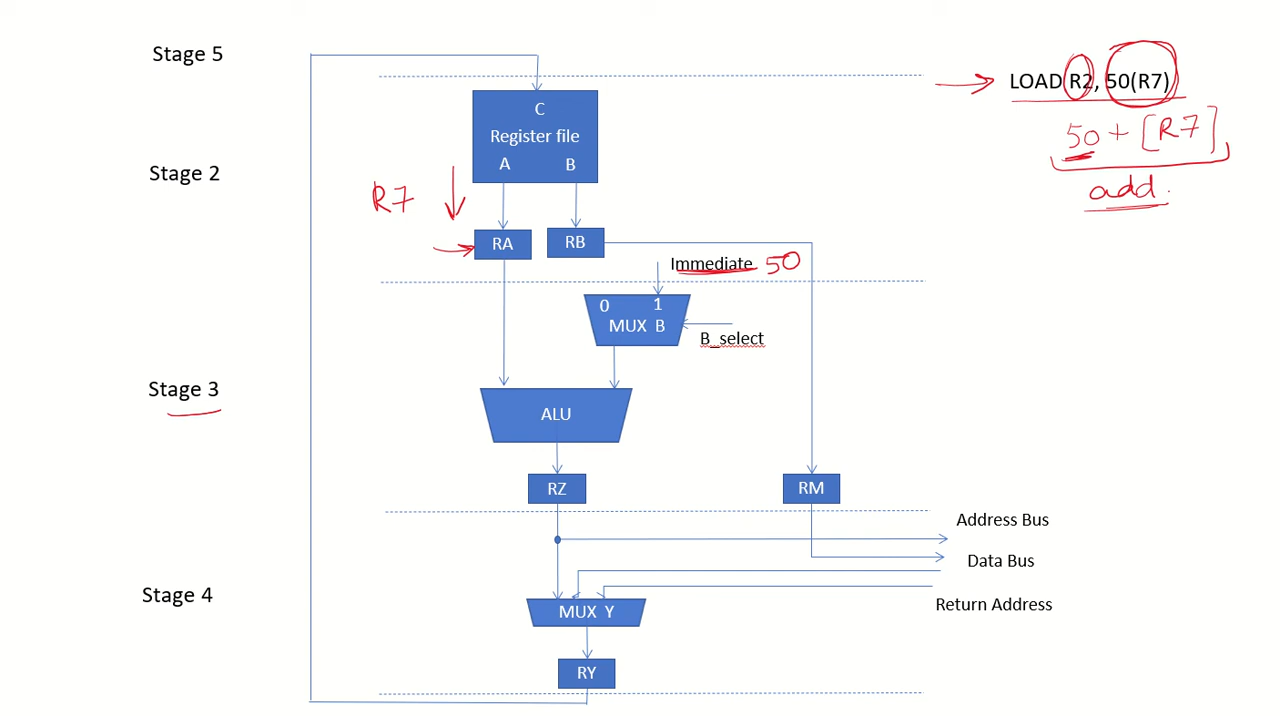 Stage 5
LOAD R2, 50(R7)
C
Register file
A B
50 + [R7]
add.
Stage 2
R7
RA
RB
Immediate 50
0 1
MUX B
B_select
Stage 3
ALU
RZ
RM
Address Bus
Data Bus
Stage 4
Return Address
MUX Y
RY